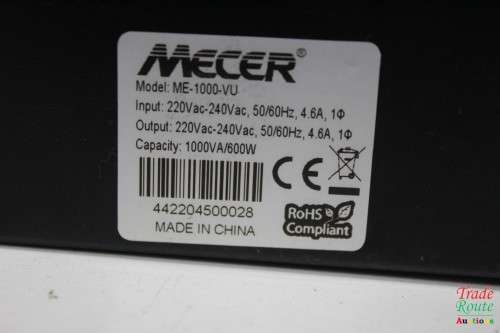 MECER®
Model: ME-1000-VU
Input: 220Vac-240Vac, 50/60Hz, 4.6A, 1Φ
Output: 220Vac-240Vac, 50/60Hz, 4.6A, 1Φ
Capacity: 1000VA/600W
CE
442204500028
RoHS
Compliant
MADE IN CHINA
Trade
Route
Auctions